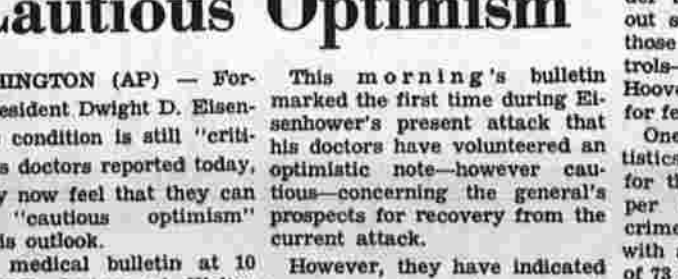 Cautious Optimism
HINGTON (AP) — For-
esident Dwight D. Eisen-
condition is still "criti-
s doctors reported today,
y now feel that they can
"cautious optimism"
is outlook.
medical bulletin at 10
This morning's bulletin
marked the first time during Ei-
senhower's present attack that
his doctors have volunteered an
optimistic note—however cau-
tious—concerning the general's
prospects for recovery from the
current attack.
However, they have indicated
out s
those
trols—
Hoove
for fe
One
tistics
for th
per
crime
with a
of 73